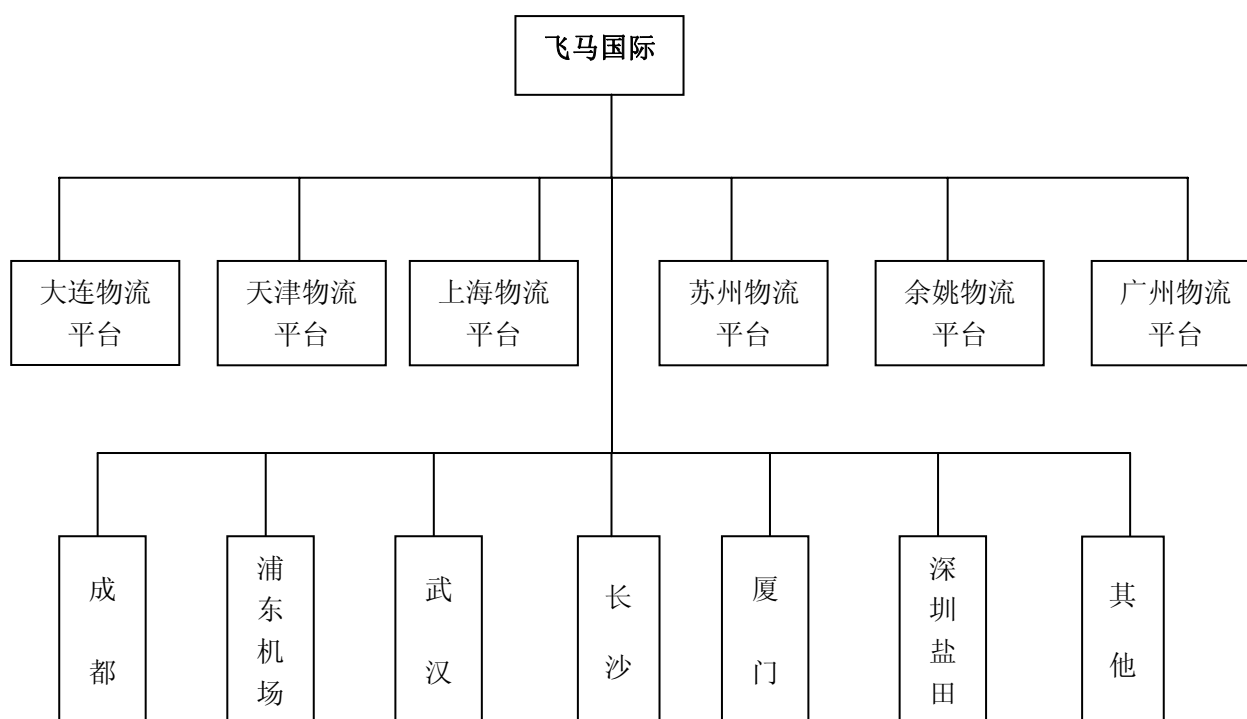 飞马国际
大连物流
平台
天津物流
平台
上海物流
平台
苏州物流
平台
余姚物流
平台
广州物流
平台
成都
浦东机场
武汉
长沙
厦门
深圳盐田
其他